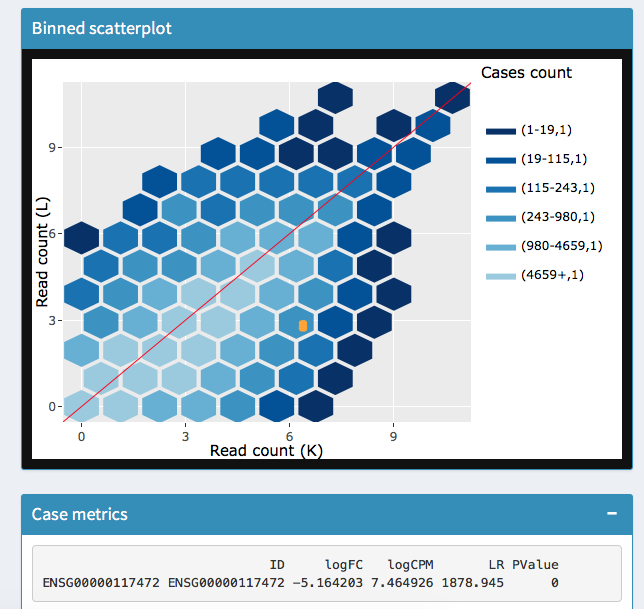 Binned scatterplot
Cases count
(1-19,1)
(19-115,1)
(115-243,1)
(243-980,1)
(980-4659,1)
(4659+,1)
Read count (L)
9
6
3
0
0 3 6 9
Read count (K)
Case metrics
ID logFC logCPM LR PValue
ENSG00000117472 ENSG00000117472 -5.164203 7.464926 1878.945 0